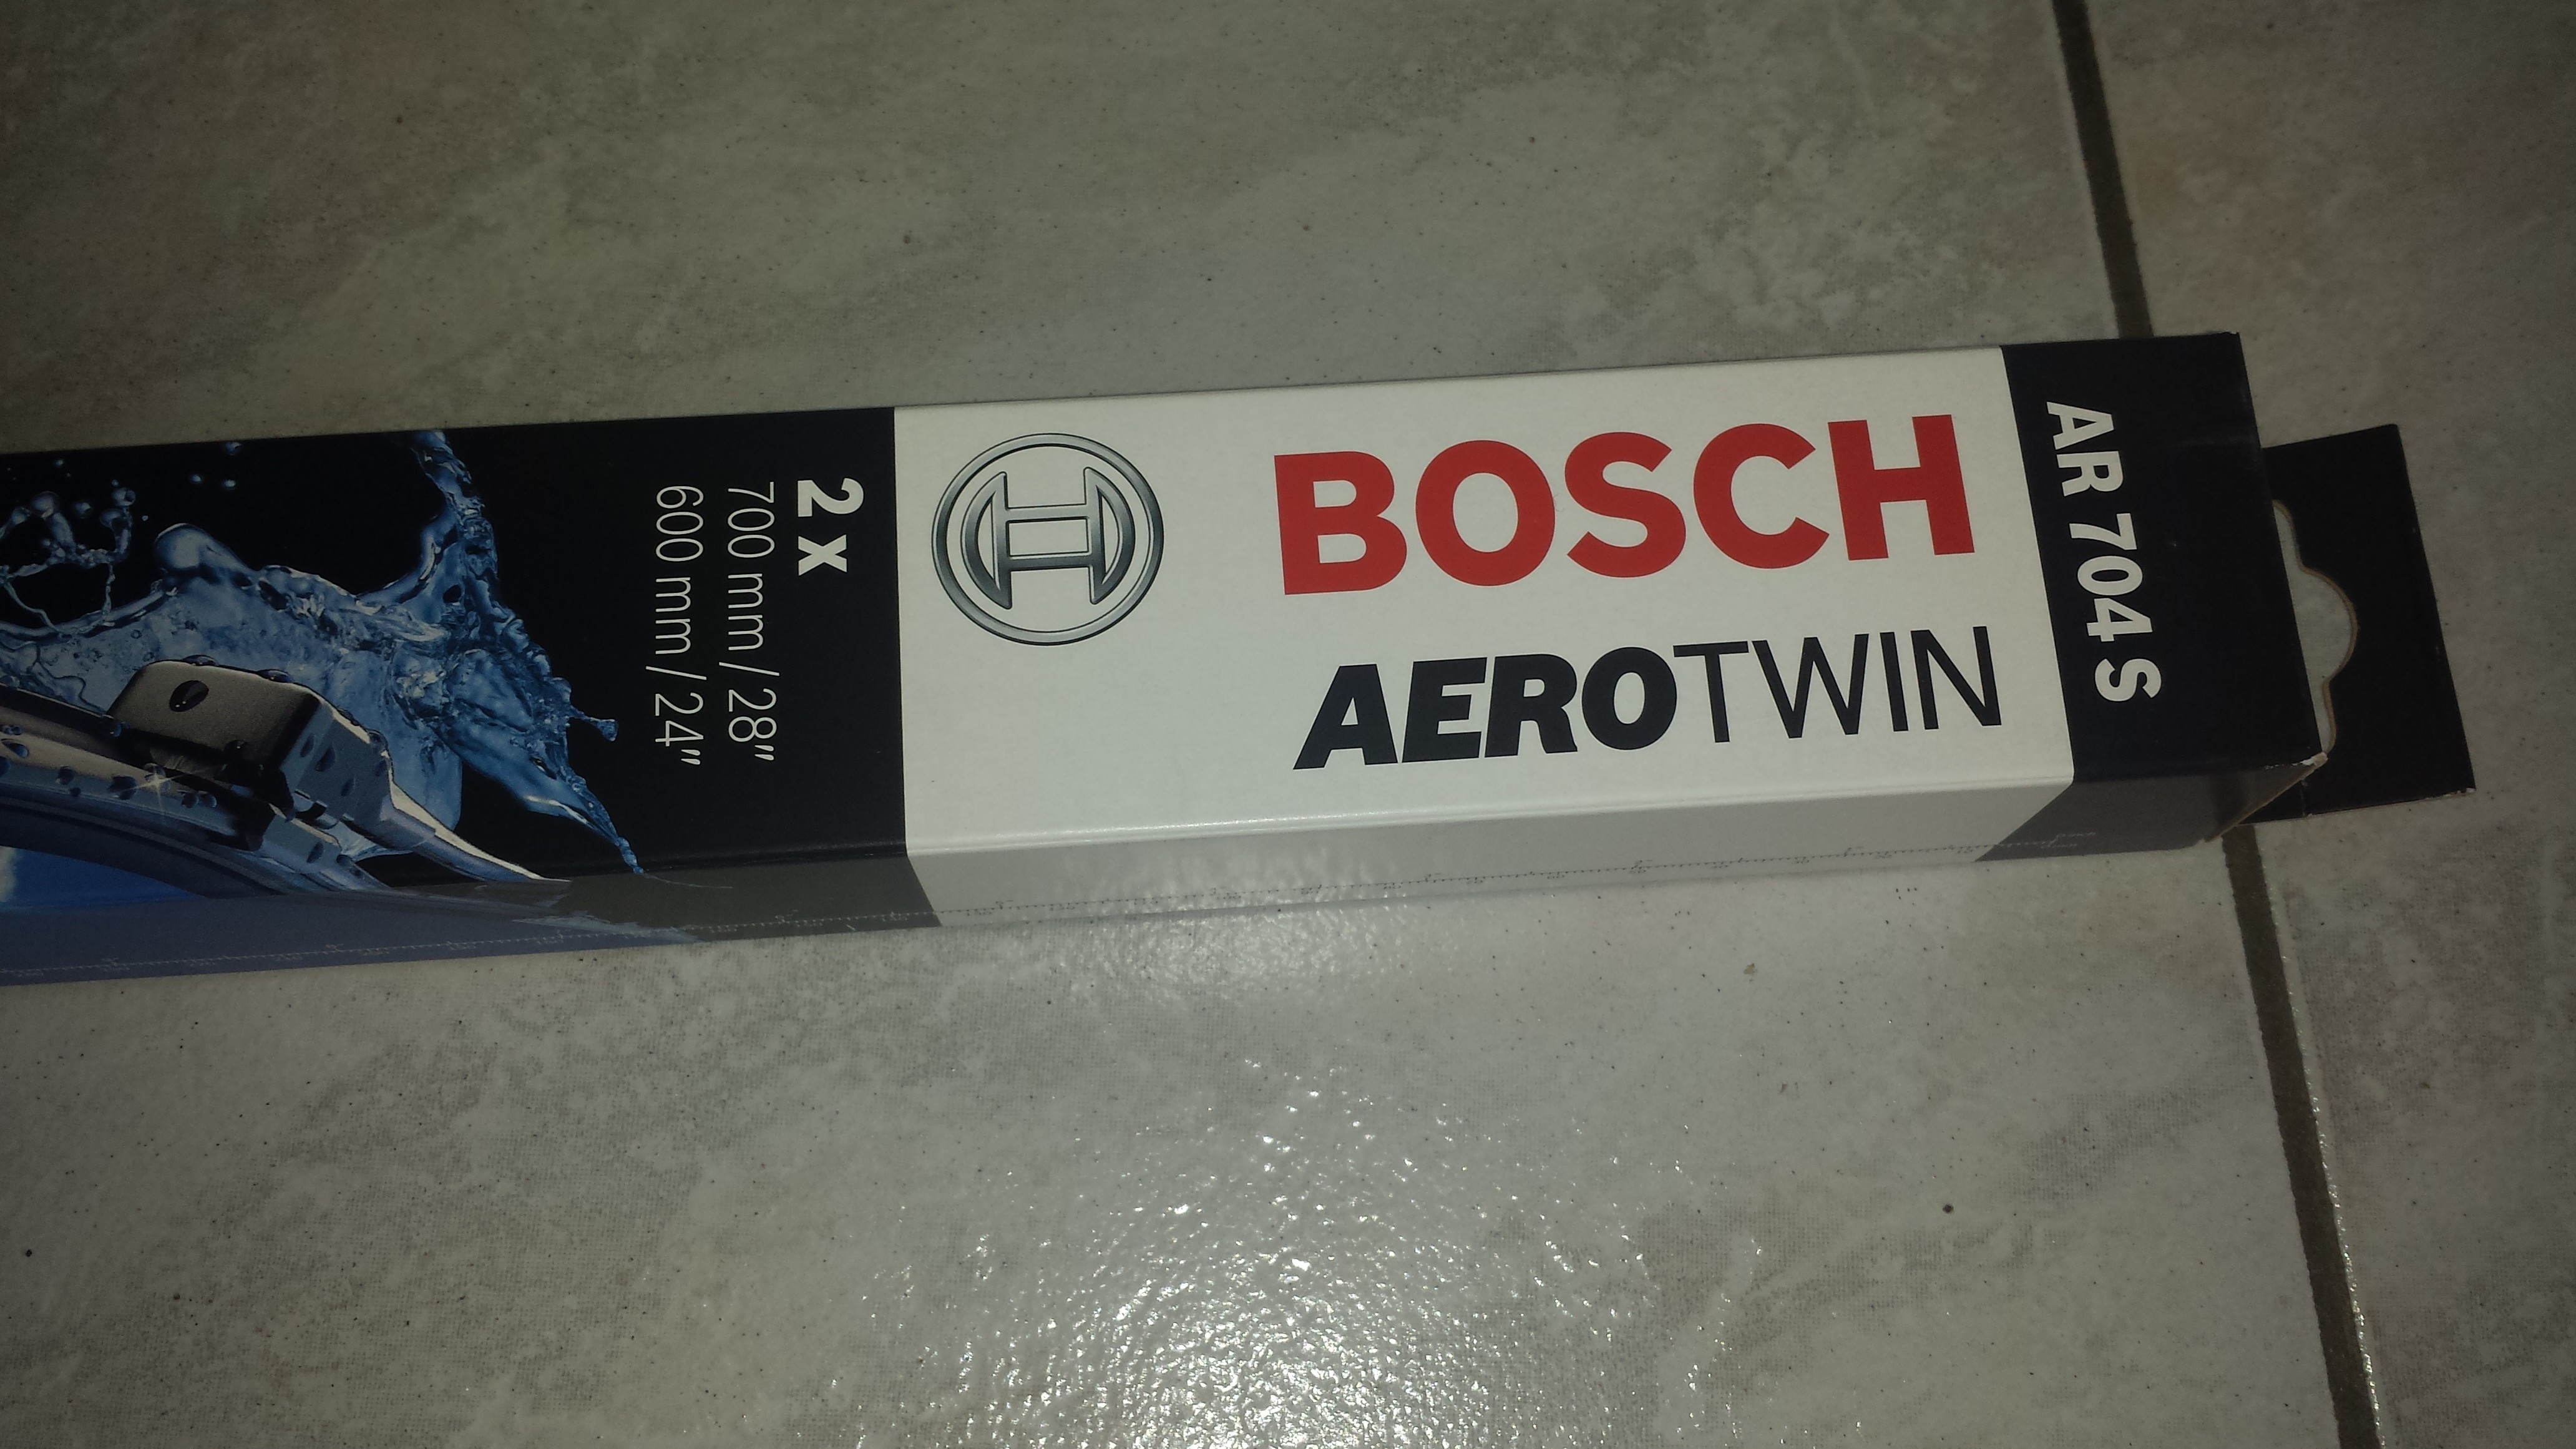 BOSCH
AEROTWIN
AR 704 S
2 x
700 mm / 28"
600 mm / 24"